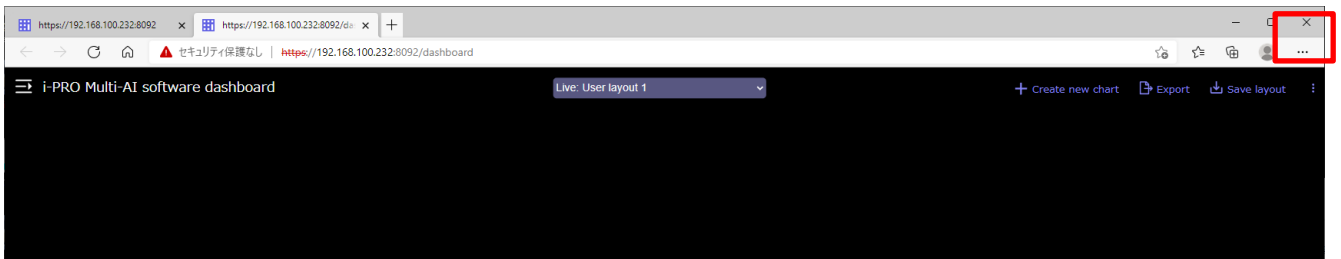 https://192.168.100.232:8092
https://192.168.100.232:8092/da
セキュリティ保護なし | https://192.168.100.232:8092/dashboard
i-PRO Multi-AI software dashboard
Live: User layout 1
Create new chart
Export
Save layout